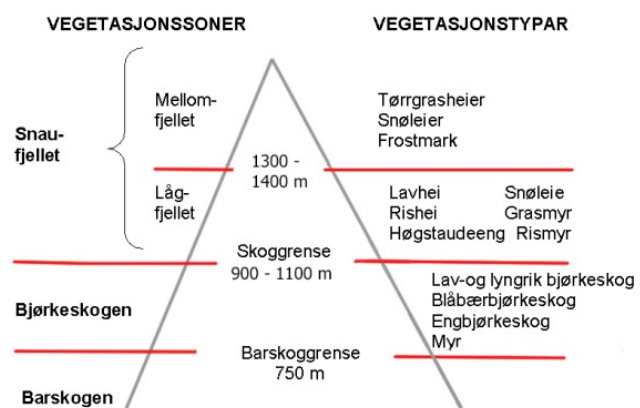 VEGETASJONSSONER
VEGETASJONSTYPAR
Mellom-
fjellet
Tørrgrasheier
Snøleier
Frostmark
Snau-
fjellet
1300 -
1400 m
Låg-
fjellet
Lavhei Snøleie
Rishei Grasmyr
Høgstaudeeng Rismyr
Skoggrense
900 - 1100 m
Bjørkeskogen
Lav-og lyngrik bjørkeskog
Blåbærbjørkeskog
Engbjørkeskog
Myr
Barskoggrense
750 m
Barskogen